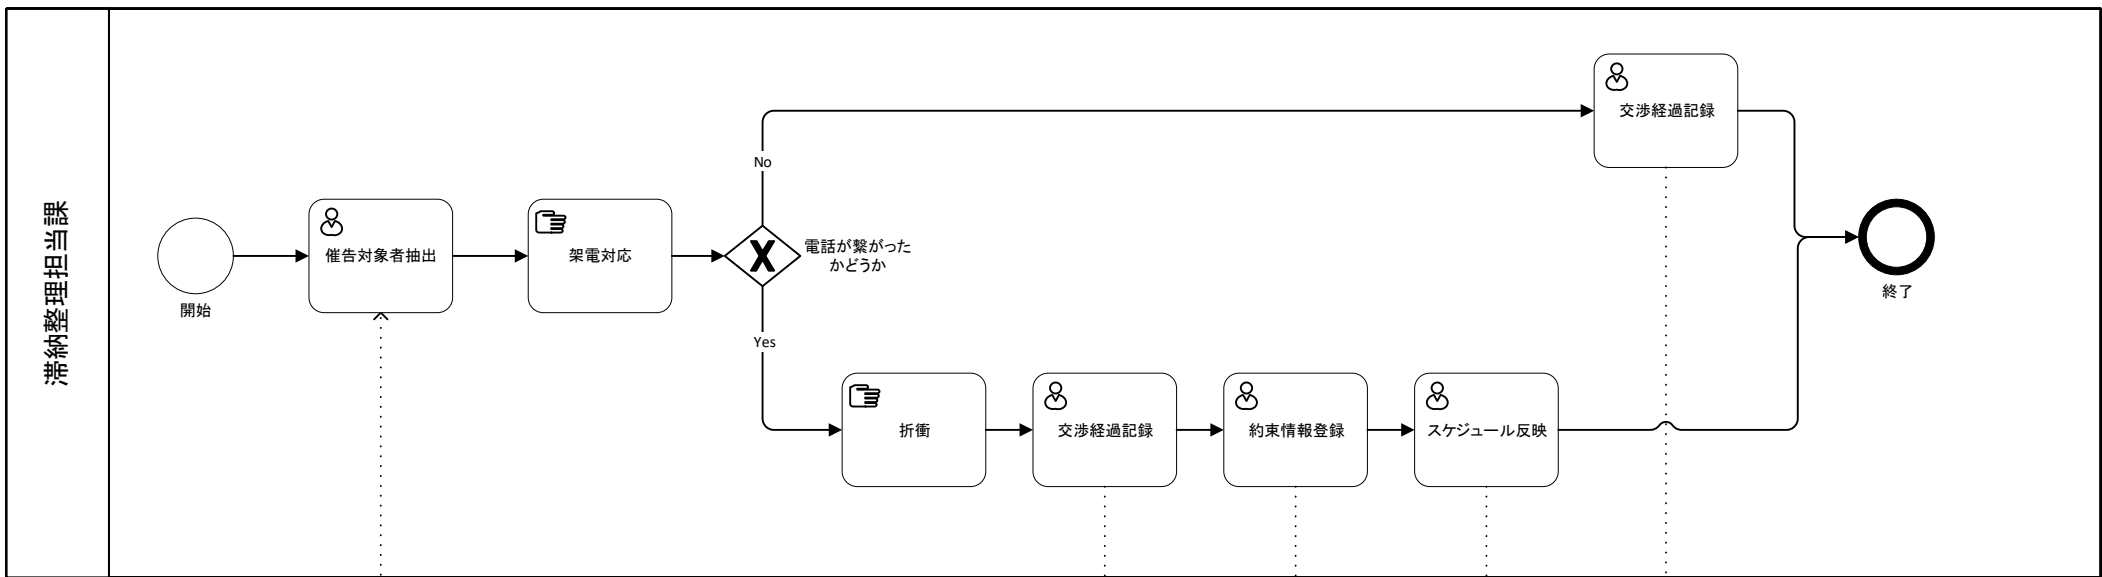 滞納整理担当課
開始
催告対象者抽出
架電対応
電話が繋がった
かどうか
No
交渉経過記録
Yes
折衝
交渉経過記録
約束情報登録
スケジュール反映
終了